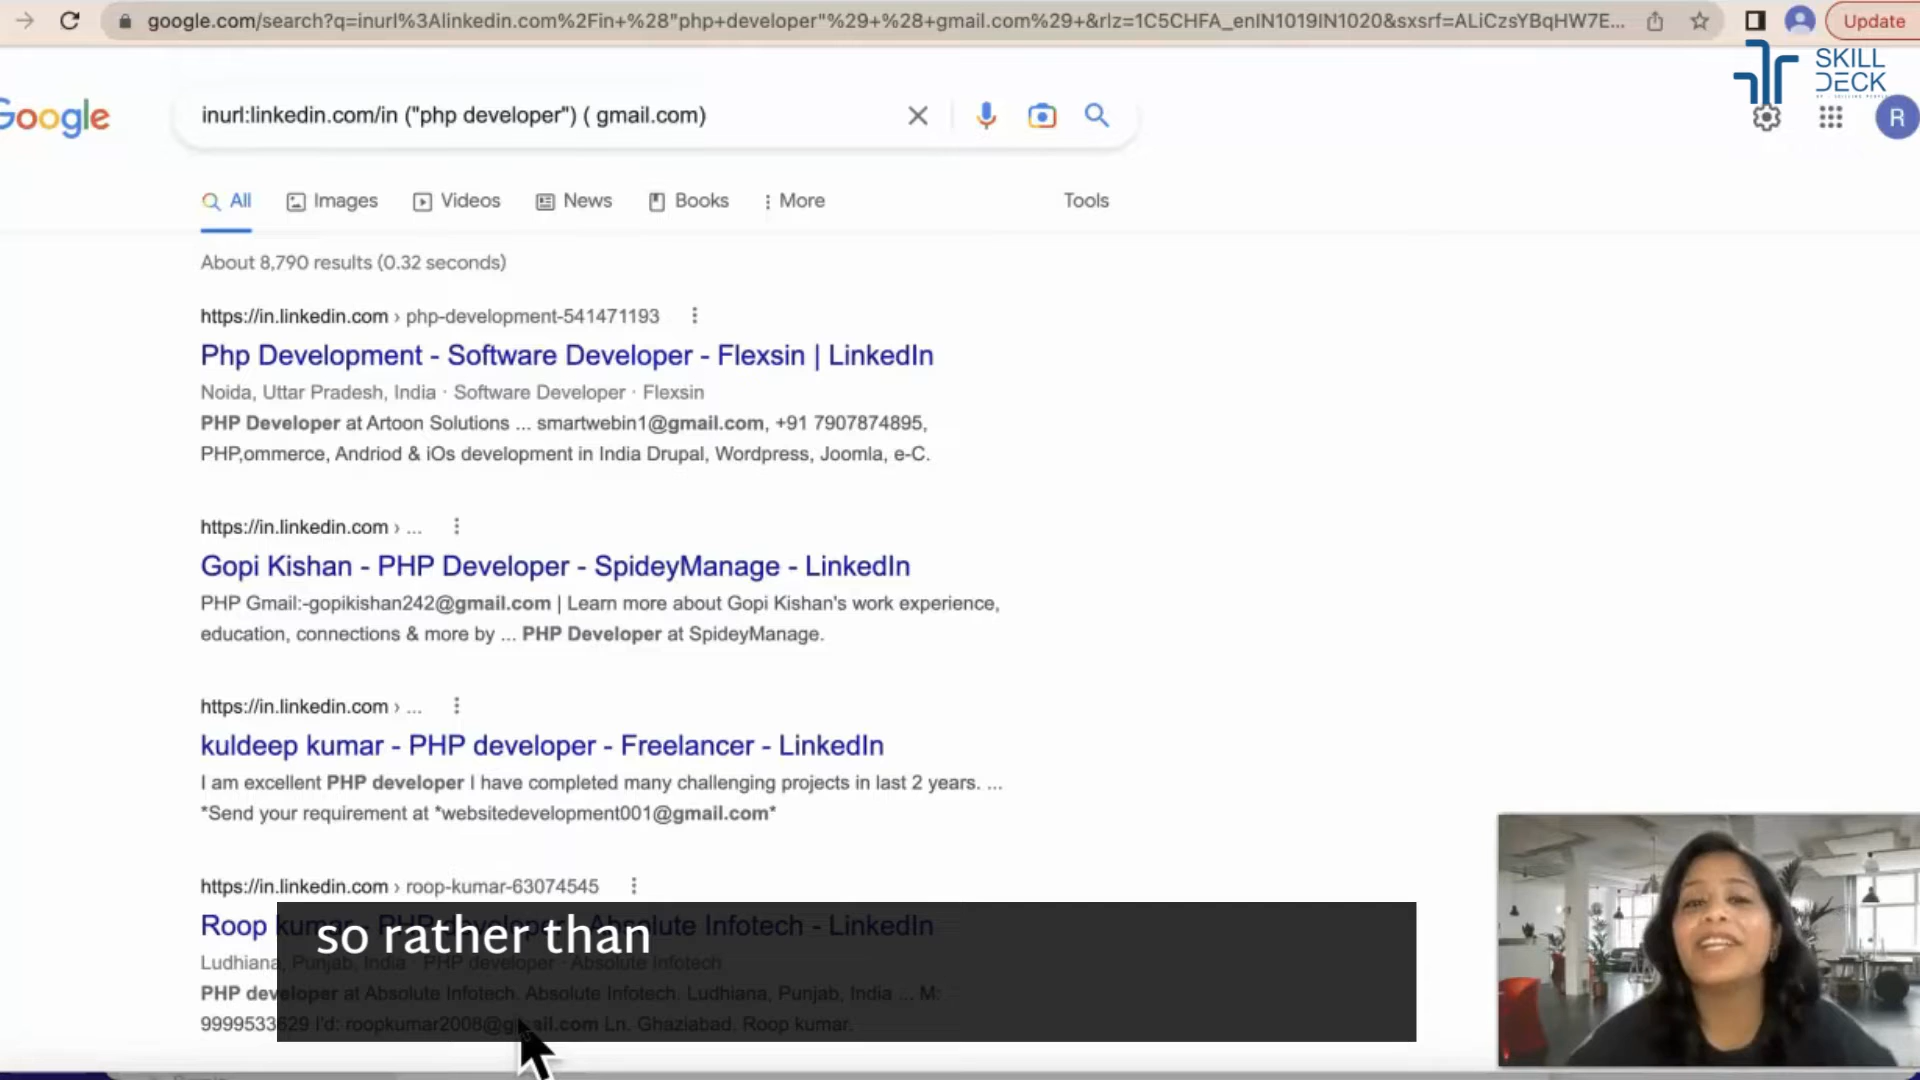 google.com/search?q=inurl%3Alinkedin.com%2Fin+%28"php+developer"%29+%28+gmail.com%29+&rlz=1C5CHFA_enIN1019IN1020&sxsrf=ALiCzsYBqHW7E...
Update
SKILL
DECK
Google
inurl:linkedin.com/in ("php developer") ( gmail.com)
R
All Images Videos News Books More Tools
About 8,790 results (0.32 seconds)
https://in.linkedin.com › php-development-541471193
Php Development - Software Developer - Flexsin | LinkedIn
Noida, Uttar Pradesh, India · Software Developer · Flexsin
PHP Developer at Artoon Solutions ... smartwebin1@gmail.com, +91 7907874895,
PHP,ommerce, Andriod & iOs development in India Drupal, Wordpress, Joomla, e-C.
https://in.linkedin.com › ...
Gopi Kishan - PHP Developer - SpideyManage - LinkedIn
PHP Gmail:-gopikishan242@gmail.com | Learn more about Gopi Kishan's work experience,
education, connections & more by ... PHP Developer at SpideyManage.
https://in.linkedin.com › ...
kuldeep kumar - PHP developer - Freelancer - LinkedIn
I am excellent PHP developer I have completed many challenging projects in last 2 years. ...
*Send your requirement at *websitedevelopment001@gmail.com*
https://in.linkedin.com › roop-kumar-63074545
Roop kumar - PHP developer - Absolute Infotech - LinkedIn
so rather than
Ludhiana, Punjab, India · PHP developer · Absolute Infotech
PHP developer at Absolute Infotech. Absolute Infotech. Ludhiana, Punjab, India ... M:
9999533629 I'd: roopkumar2008@gmail.com Ln. Ghaziabad. Roop kumar.